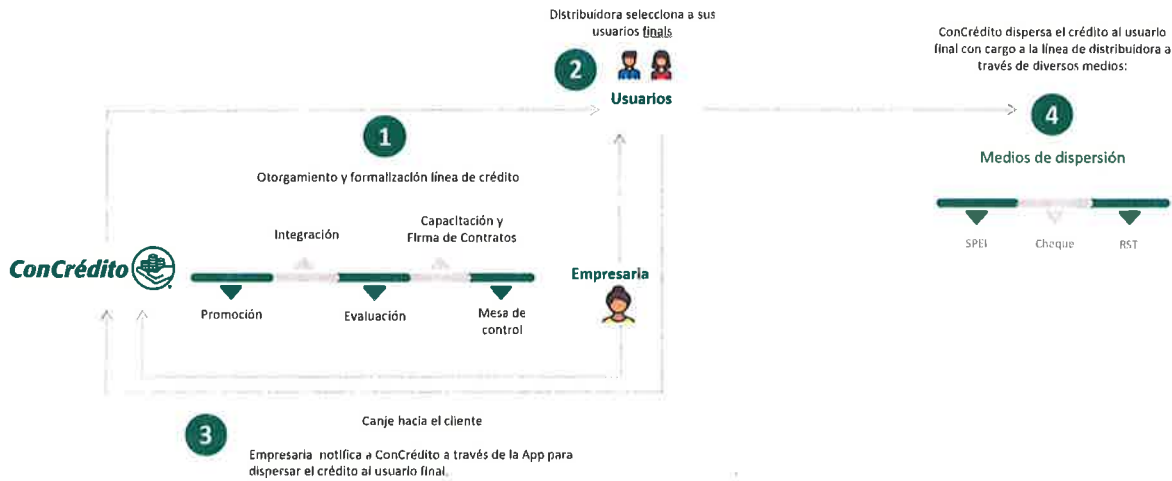 Distribuidora selecciona a sus
usuarios finals
2
Usuarios
ConCrédito dispersa el crédito al usuario
final con cargo a la línea de distribuidora a
través de diversos medios:
4
Medios de dispersión
SPEI
Cheque
RST
1
Otorgamiento y formalización línea de crédito
Integración
Capacitación y
Firma de Contratos
ConCrédito
Promoción
Evaluación
Mesa de
control
Empresaria
3
Canje hacia el cliente
Empresaria notifica a ConCrédito a través de la App para
dispersar el crédito al usuario final.